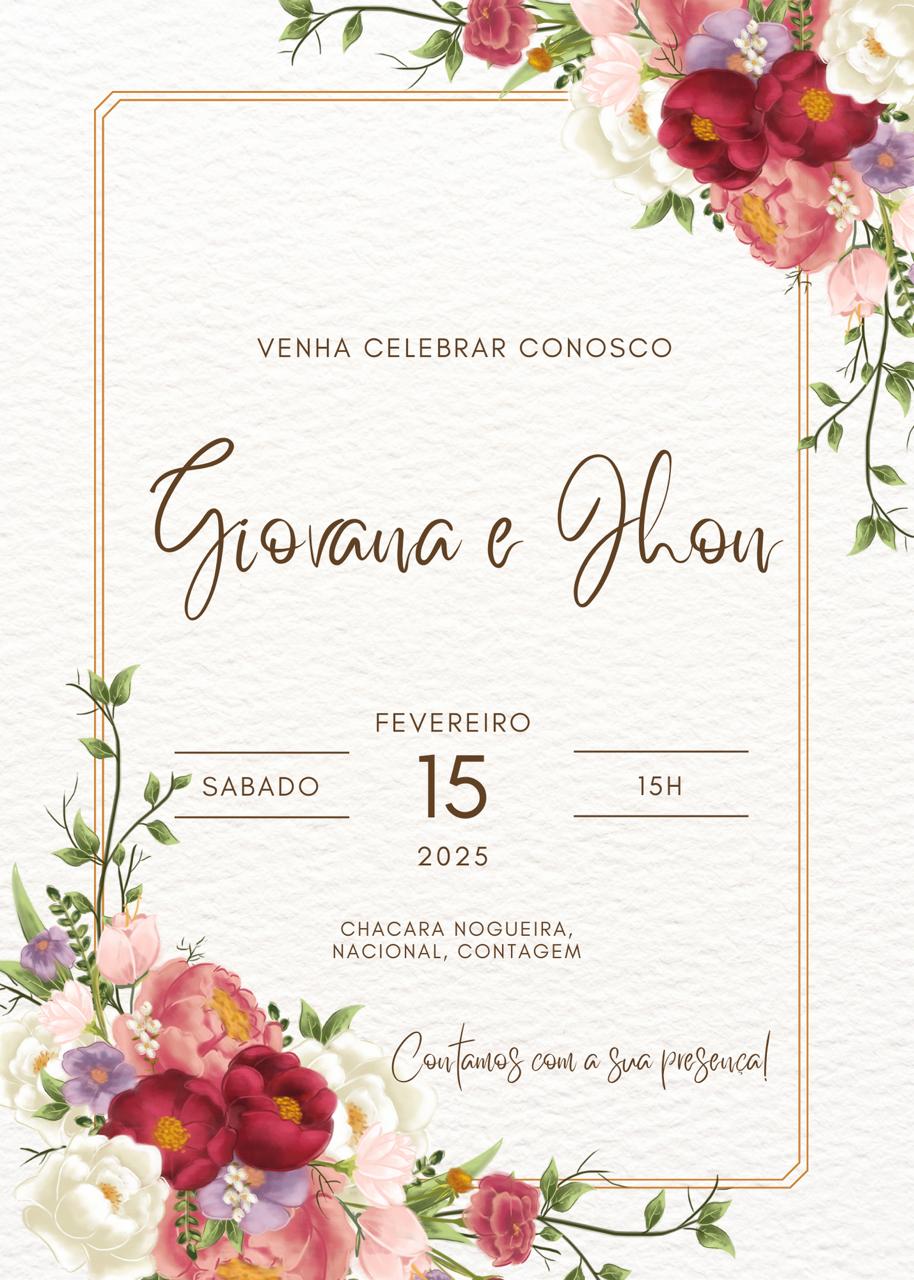 VENHA CELEBRAR CONOSCO
Giovana e Jhon
FEVEREIRO
SABADO
15
15H
2025
CHACARA NOGUEIRA,
NACIONAL, CONTAGEM
Contamos com a sua presença!